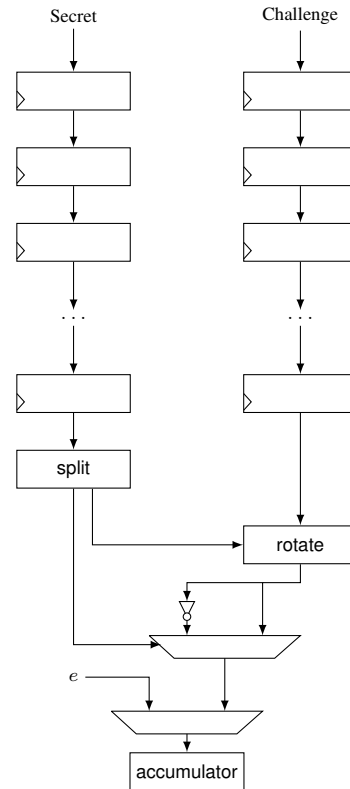 Secret Challenge
. . . . . .
split
rotate
e
accumulator